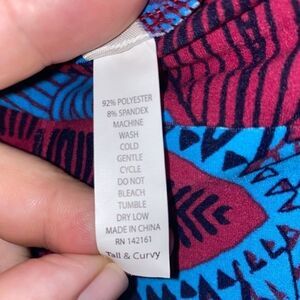 92% POLYESTER
8% SPANDEX
MACHINE
WASH
COLD
GENTLE
CYCLE
DO NOT
BLEACH
TUMBLE
DRY LOW
MADE IN CHINA
RN 142161
Tall & Curvy